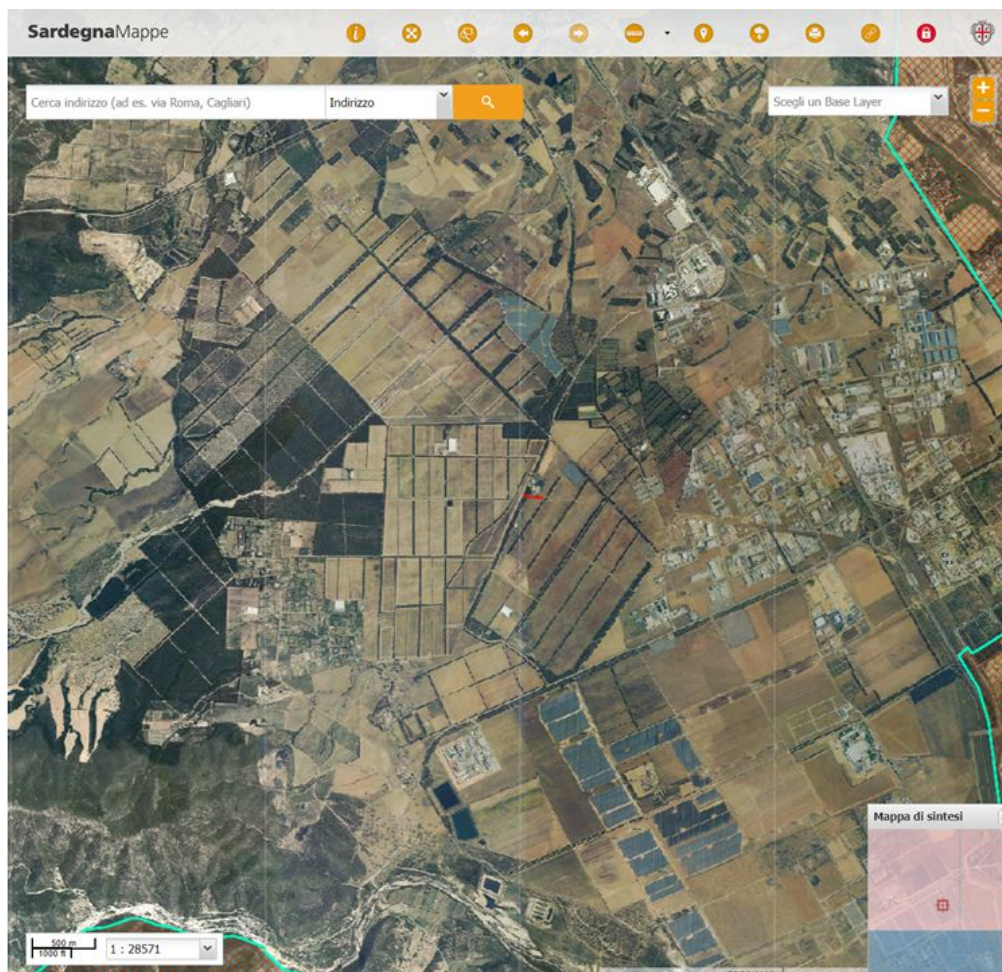 SardegnaMappe
Cerca indirizzo (ad es. via Roma, Cagliari)
Indirizzo
Scegli un Base Layer
Mappa di sintesi
500 m
1000 ft
1 : 28571